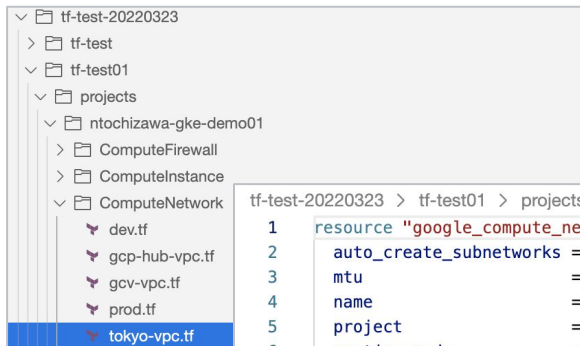 tf-test-20220323
tf-test
tf-test01
projects
ntochizawa-gke-demo01
ComputeFirewall
ComputeInstance
ComputeNetwork
dev.tf
gcp-hub-vpc.tf
gcv-vpc.tf
prod.tf
tokyo-vpc.tf
tf-test-20220323 > tf-test01 > projects
1 resource "google_compute_ne
2 auto_create_subnetworks =
3 mtu =
4 name =
5 project =